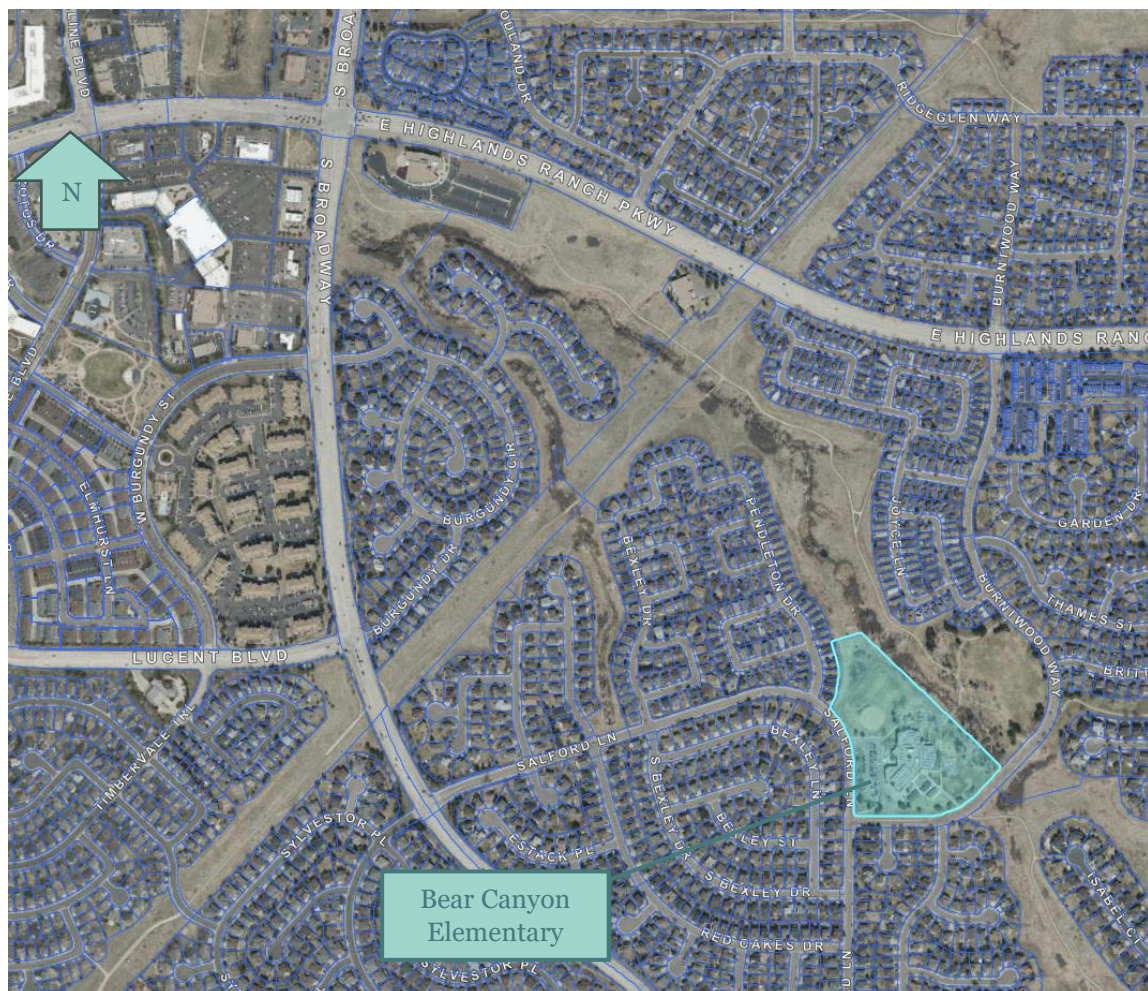 S BROA
RIDGEGLEN WAY
E HIGHLANDS RANCH PKWY
N
S BROADWAY
BURNTWOOD WAY
E HIGHLANDS RANC
W BURGUNDY ST
ELMHURST LN
BURGUNDY CIR
PENDLETON DR
JOYCE LN
GARDEN DR
BURGUNDY DR
BEXLEY DR
BURNTWOOD WAY
THAMES ST
LUCENT BLVD
BRITT
TIMBERVALE TRL
SALFORD LN
BEXLEY LN
SALFORD LN
S BEXLEY DR
SYLVESTOR PL
BEXLEY ST
ESTACK PL
S BEXLEY DR
Bear Canyon
Elementary
RED OAKES DR
SYLVESTOR PL